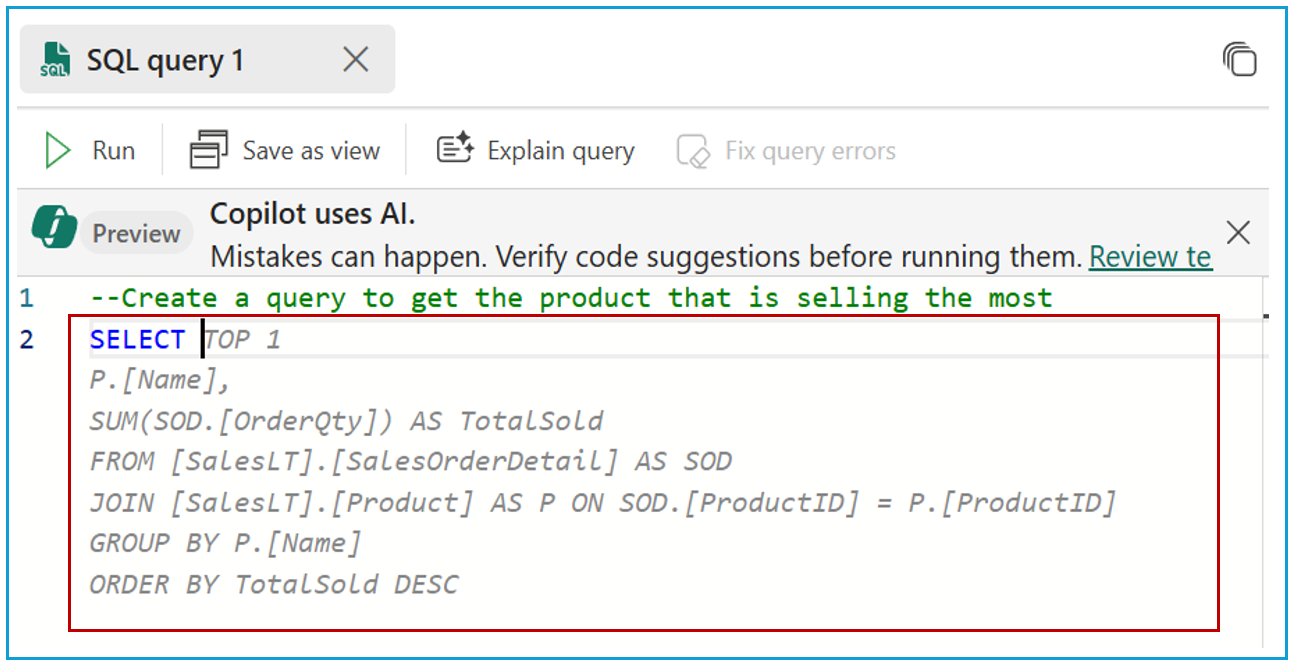 SQL
SQL query 1
Run
Save as view
Explain query
Fix query errors
Preview
Copilot uses AI.
Mistakes can happen. Verify code suggestions before running them. Review te
1 --Create a query to get the product that is selling the most
2 SELECT TOP 1
P.[Name],
SUM(SOD.[OrderQty]) AS TotalSold
FROM [SalesLT].[SalesOrderDetail] AS SOD
JOIN [SalesLT].[Product] AS P ON SOD.[ProductID] = P.[ProductID]
GROUP BY P.[Name]
ORDER BY TotalSold DESC